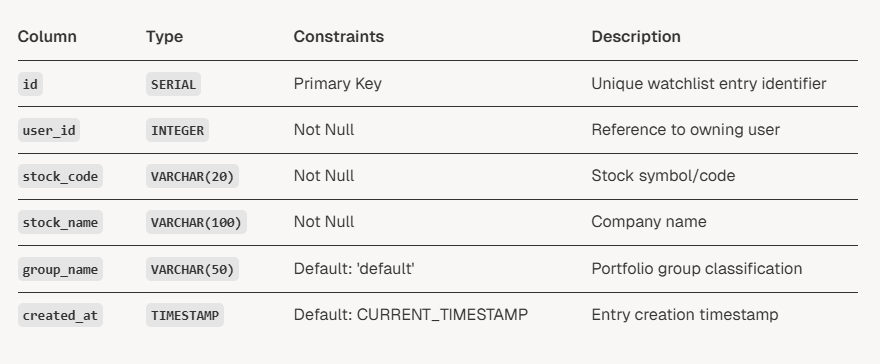 Column Type Constraints Description
id SERIAL Primary Key Unique watchlist entry identifier
user_id INTEGER Not Null Reference to owning user
stock_code VARCHAR(20) Not Null Stock symbol/code
stock_name VARCHAR(100) Not Null Company name
group_name VARCHAR(50) Default: 'default' Portfolio group classification
created_at TIMESTAMP Default: CURRENT_TIMESTAMP Entry creation timestamp